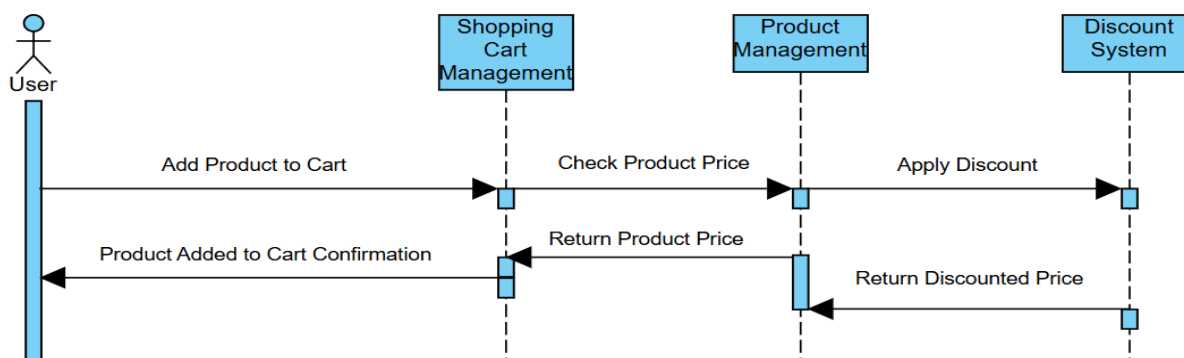 User
Shopping
Cart
Management
Product
Management
Discount
System
Add Product to Cart
Check Product Price
Apply Discount
Return Product Price
Product Added to Cart Confirmation
Return Discounted Price